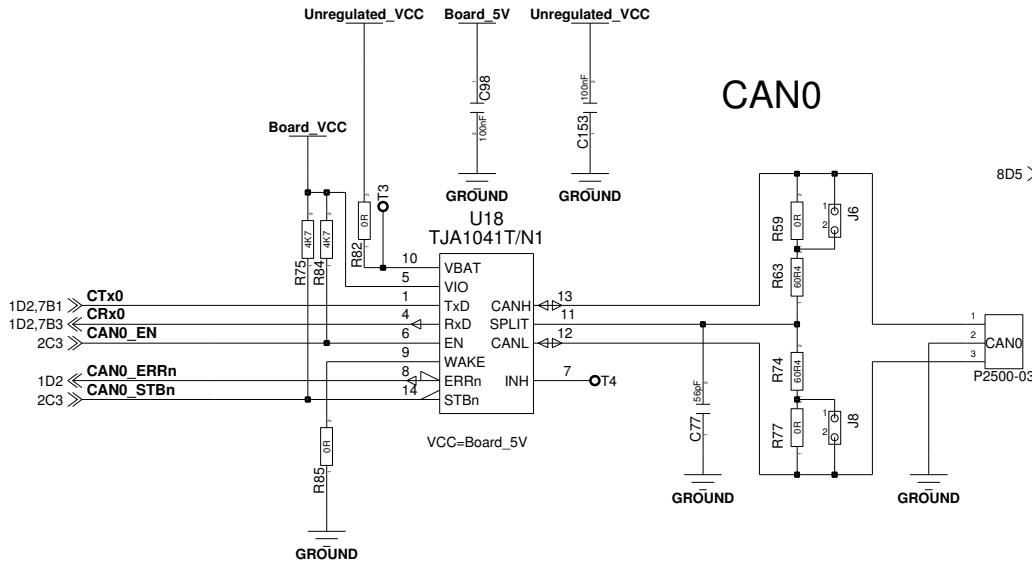 Unregulated_VCC
Board_5V
Unregulated_VCC
C98
100nF
100nF
C153
CAN0
Board_VCC
8D5
GROUND
GROUND
T3
0R
R82
4K7
R75
4K7
R84
U18
TJA1041T/N1
0R
R59
1
2
J6
60R4
R63
10 VBAT
5 VIO
1D2,7B1 CTx0 1 TxD CANH 13
1D2,7B3 CRx0 4 RxD SPLIT 11
2C3 CAN0_EN 6 EN CANL 12
9 WAKE
1D2 CAN0_ERRn 8 ERRn INH 7 T4
2C3 CAN0_STBn 14 STBn
1
2 CAN0
3
P2500-03
60R4
R74
56pF
C77
0R
R77
1
2
J8
VCC=Board_5V
0R
R85
GROUND
GROUND
GROUND